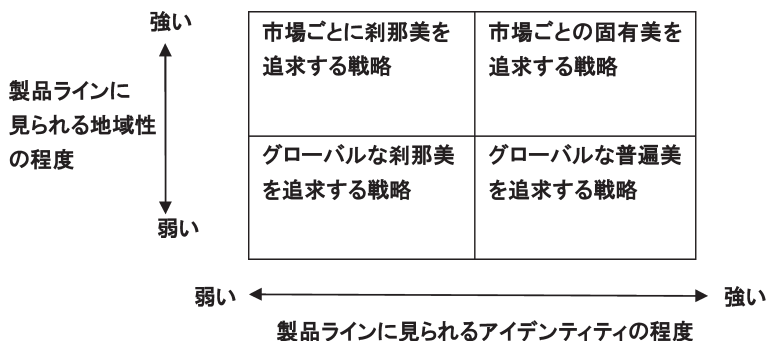 強い
製品ラインに
見られる地域性
の程度
弱い
市場ごとに刹那美を
追求する戦略
市場ごとの固有美を
追求する戦略
グローバルな刹那美
を追求する戦略
グローバルな普遍美
を追求する戦略
弱い
強い
製品ラインに見られるアイデンティティの程度